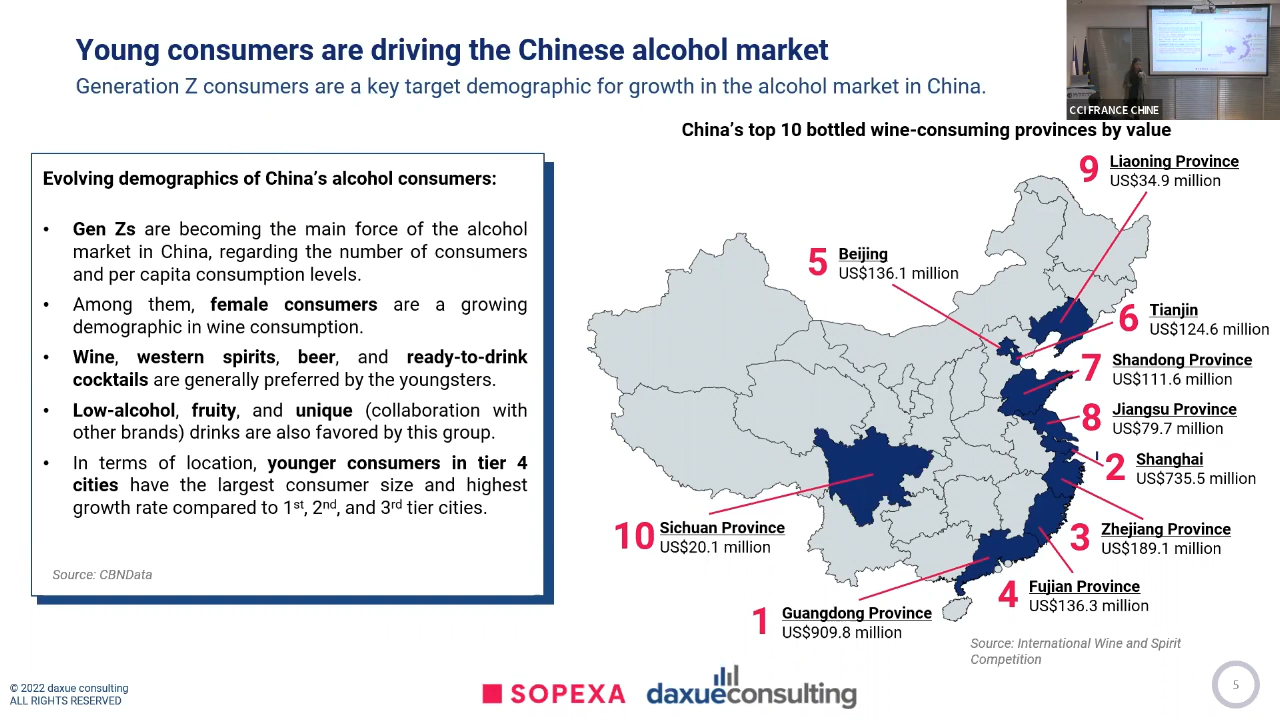 Young consumers are driving the Chinese alcohol market
Generation Z consumers are a key target demographic for growth in the alcohol market in China.
CCI FRANCE CHINE
Evolving demographics of China's alcohol consumers:
• Gen Zs are becoming the main force of the alcohol
market in China, regarding the number of consumers
and per capita consumption levels.
• Among them, female consumers are a growing
demographic in wine consumption.
• Wine, western spirits, beer, and ready-to-drink
cocktails are generally preferred by the youngsters.
• Low-alcohol, fruity, and unique (collaboration with
other brands) drinks are also favored by this group.
• In terms of location, younger consumers in tier 4
cities have the largest consumer size and highest
growth rate compared to 1st, 2nd, and 3rd tier cities.
Source: CBNData
China's top 10 bottled wine-consuming provinces by value
9 Liaoning Province
US$34.9 million
5 Beijing
US$136.1 million
6 Tianjin
US$124.6 million
7 Shandong Province
US$111.6 million
8 Jiangsu Province
US$79.7 million
2 Shanghai
US$735.5 million
3 Zhejiang Province
US$189.1 million
10 Sichuan Province
US$20.1 million
4 Fujian Province
US$136.3 million
1 Guangdong Province
US$909.8 million
Source: International Wine and Spirit
Competition
© 2022 daxue consulting
ALL RIGHTS RESERVED
SOPEXA
daxueconsulting
5